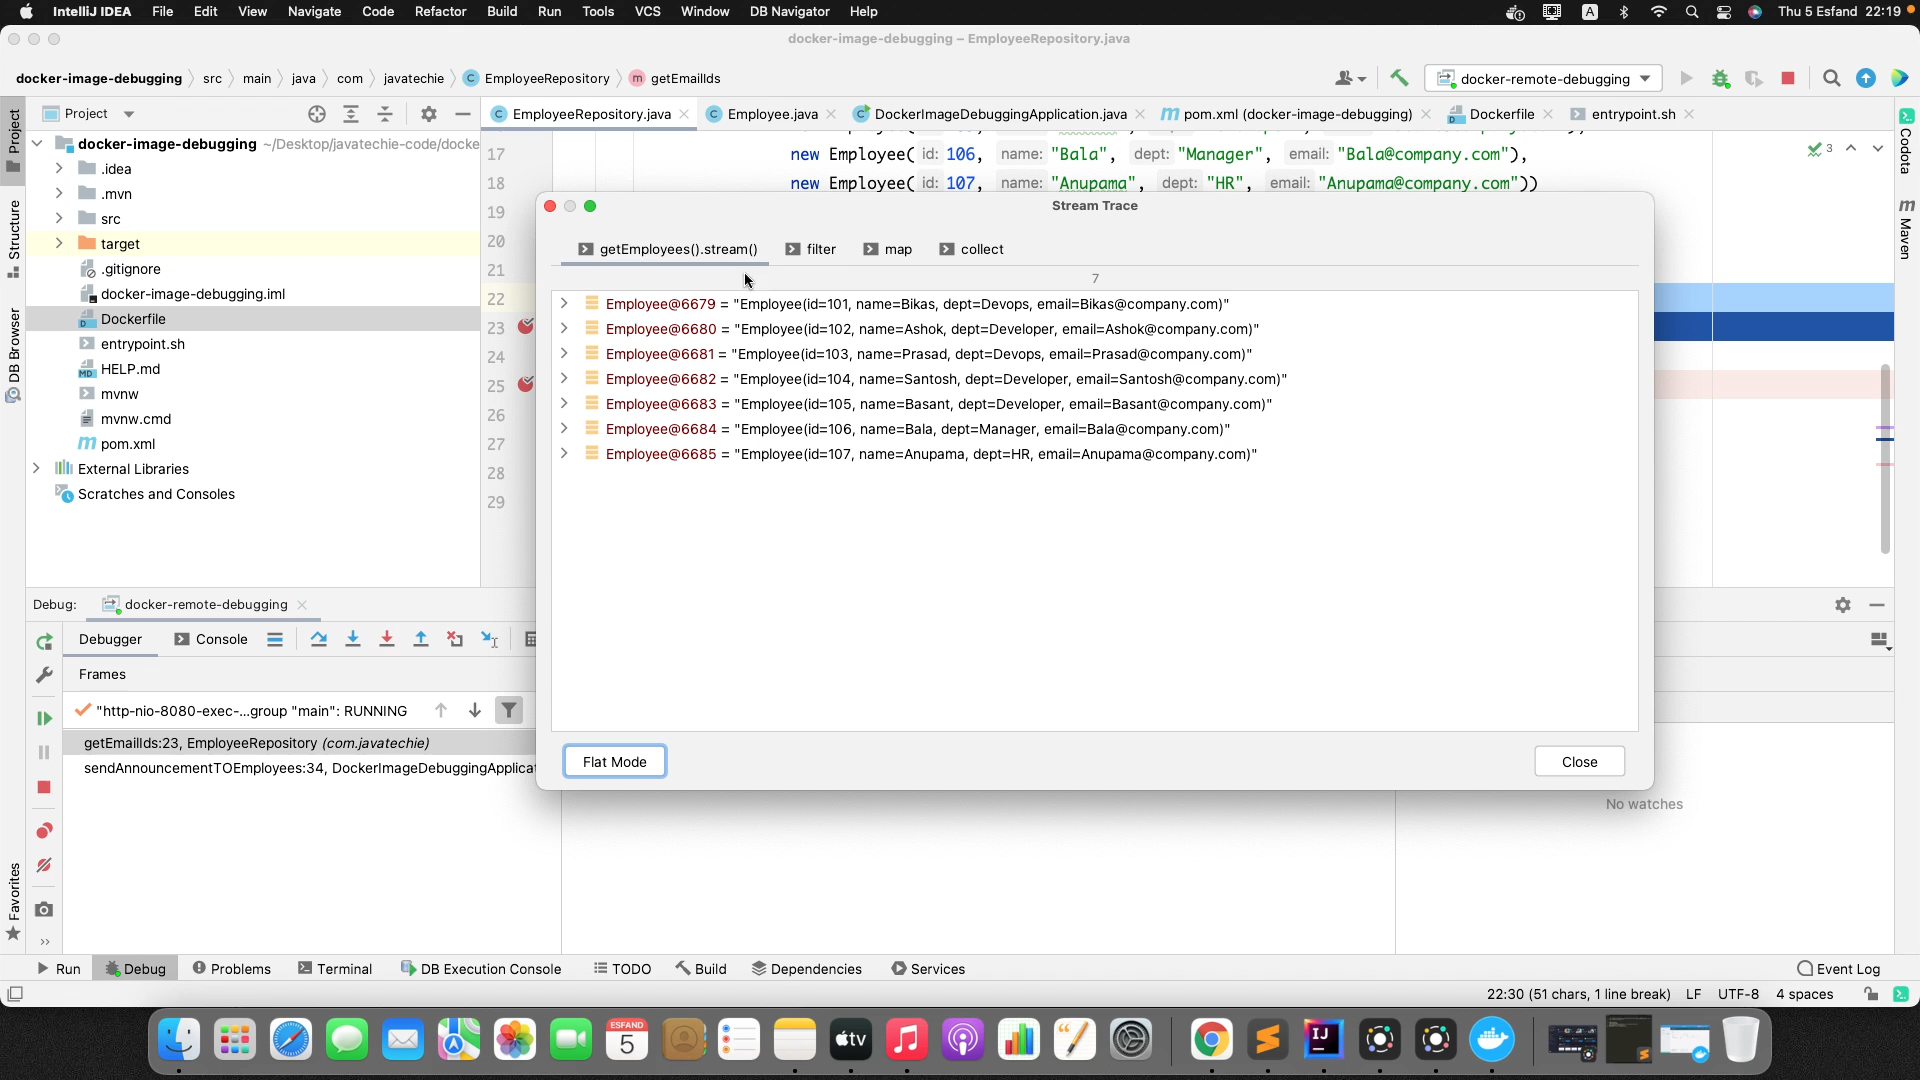 IntelliJ IDEA File Edit View Navigate Code Refactor Build Run Tools VCS Window DB Navigator Help A Thu 5 Esfand 22:19
docker-image-debugging – EmployeeRepository.java
docker-image-debugging src main java com javatechie C EmployeeRepository m getEmailIds docker-remote-debugging
Project EmployeeRepository.java Employee.java DockerImageDebuggingApplication.java pom.xml (docker-image-debugging) Dockerfile entrypoint.sh
docker-image-debugging ~/Desktop/javatechie-code/docke
.idea
.mvn
src
target
.gitignore
docker-image-debugging.iml
Dockerfile
entrypoint.sh
HELP.md
mvnw
mvnw.cmd
pom.xml
External Libraries
Scratches and Consoles
Project
Structure
DB Browser
Favorites
17 new Employee( id: 106, name: "Bala", dept: "Manager", email: "Bala@company.com"),
18 new Employee( id: 107, name: "Anupama", dept: "HR", email: "Anupama@company.com"))
19
20
21
22
23
24
25
26
27
28
29
3
Codota
Maven
Stream Trace
getEmployees().stream() filter map collect
7
Employee@6679 = "Employee(id=101, name=Bikas, dept=Devops, email=Bikas@company.com)"
Employee@6680 = "Employee(id=102, name=Ashok, dept=Developer, email=Ashok@company.com)"
Employee@6681 = "Employee(id=103, name=Prasad, dept=Devops, email=Prasad@company.com)"
Employee@6682 = "Employee(id=104, name=Santosh, dept=Developer, email=Santosh@company.com)"
Employee@6683 = "Employee(id=105, name=Basant, dept=Developer, email=Basant@company.com)"
Employee@6684 = "Employee(id=106, name=Bala, dept=Manager, email=Bala@company.com)"
Employee@6685 = "Employee(id=107, name=Anupama, dept=HR, email=Anupama@company.com)"
Flat Mode Close
Debug: docker-remote-debugging
Debugger Console
Frames
"http-nio-8080-exec-...group "main": RUNNING
getEmailIds:23, EmployeeRepository (com.javatechie)
sendAnnouncementTOEmployees:34, DockerImageDebuggingApplicat
No watches
Run Debug Problems Terminal DB Execution Console TODO Build Dependencies Services Event Log
22:30 (51 chars, 1 line break) LF UTF-8 4 spaces
ESFAND
5
tv
IJ